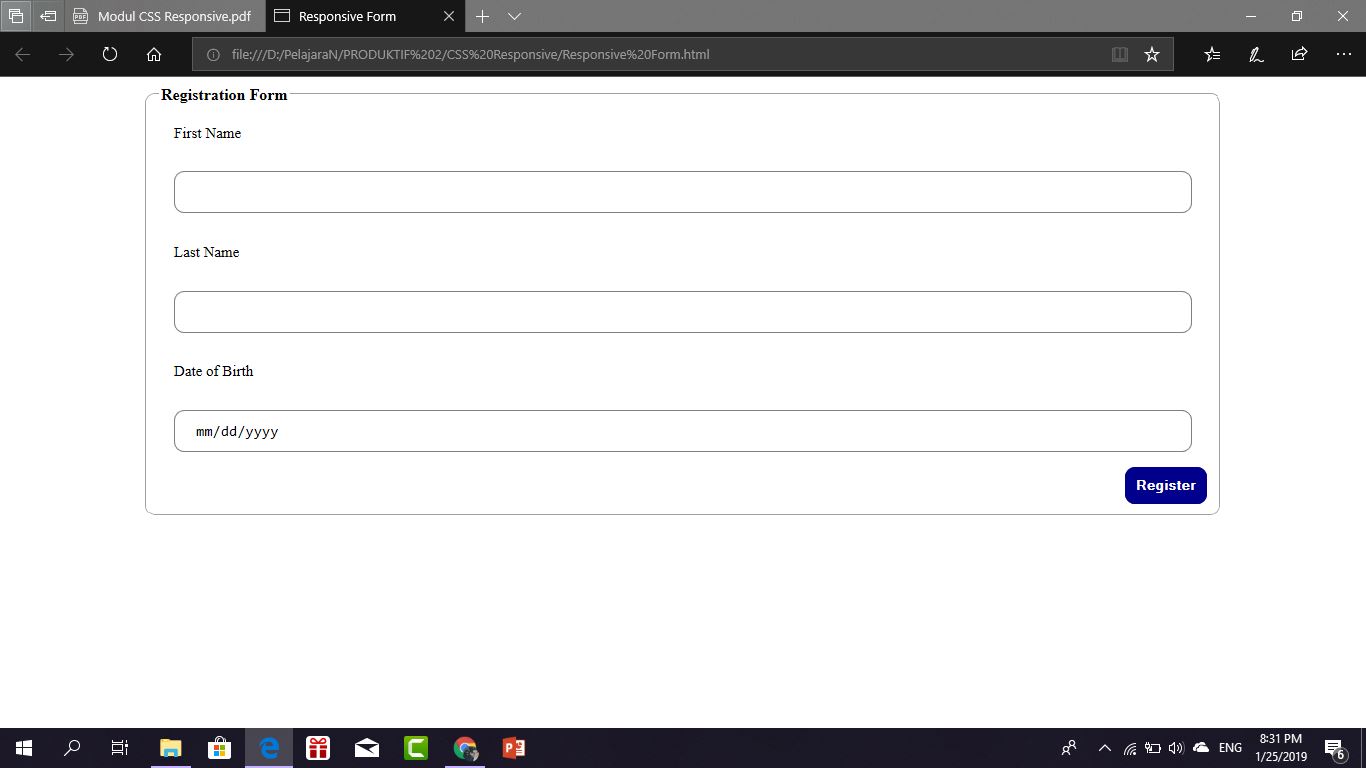 Modul CSS Responsive.pdf
Responsive Form
file:///D:/PelajaraN/PRODUKTIF%202/CSS%20Responsive/Responsive%20Form.html
Registration Form
First Name
Last Name
Date of Birth
mm/dd/yyyy
Register
ENG
8:31 PM
1/25/2019
6